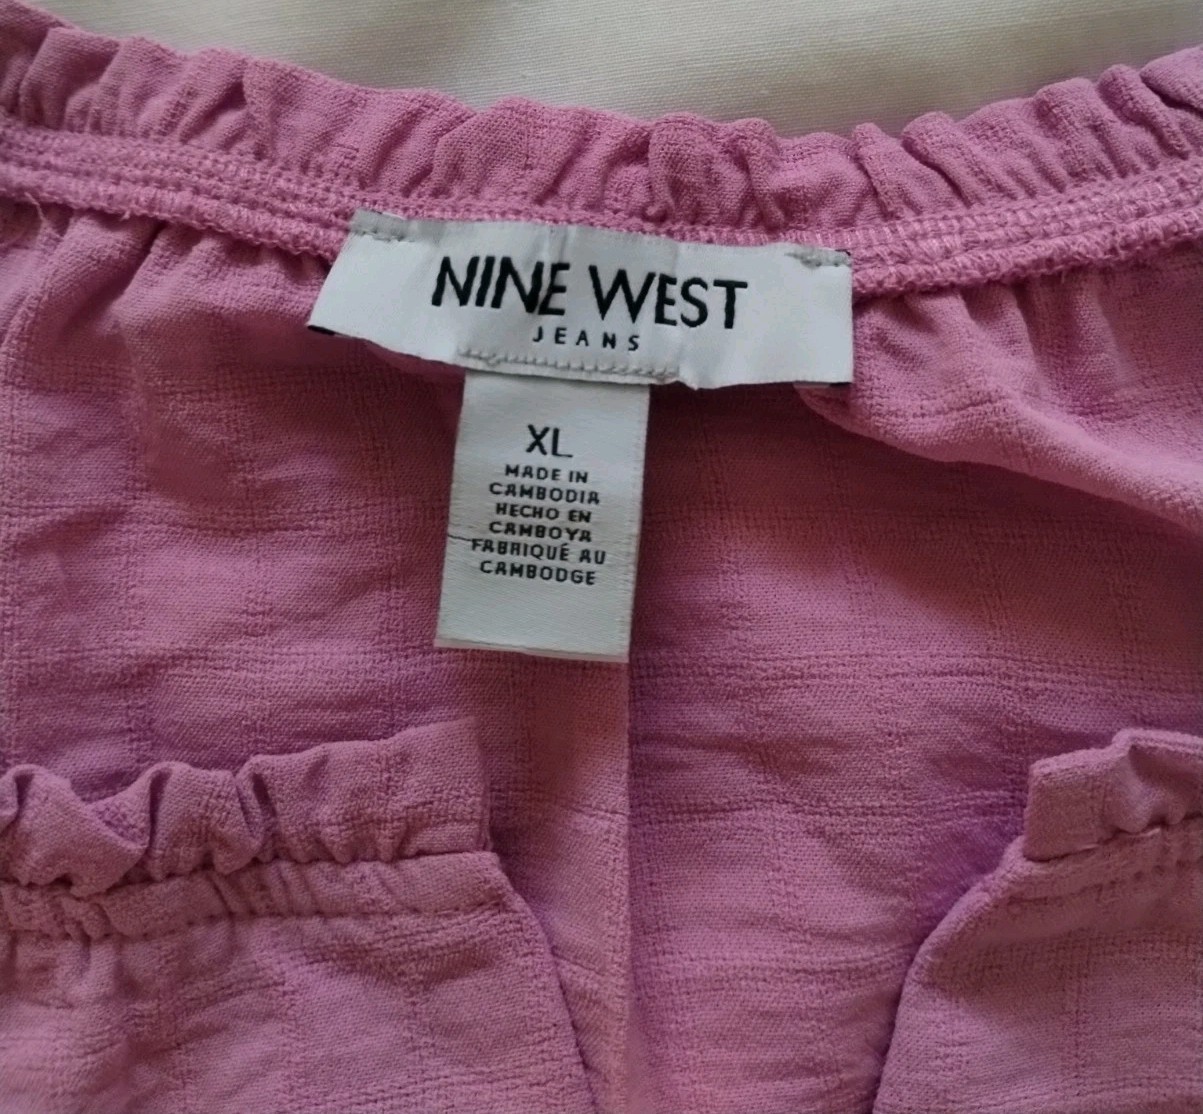 NINE WEST
JEANS
XL
MADE IN
CAMBODIA
HECHO EN
CAMBOYA
FABRIQUÉ AU
CAMBODGE